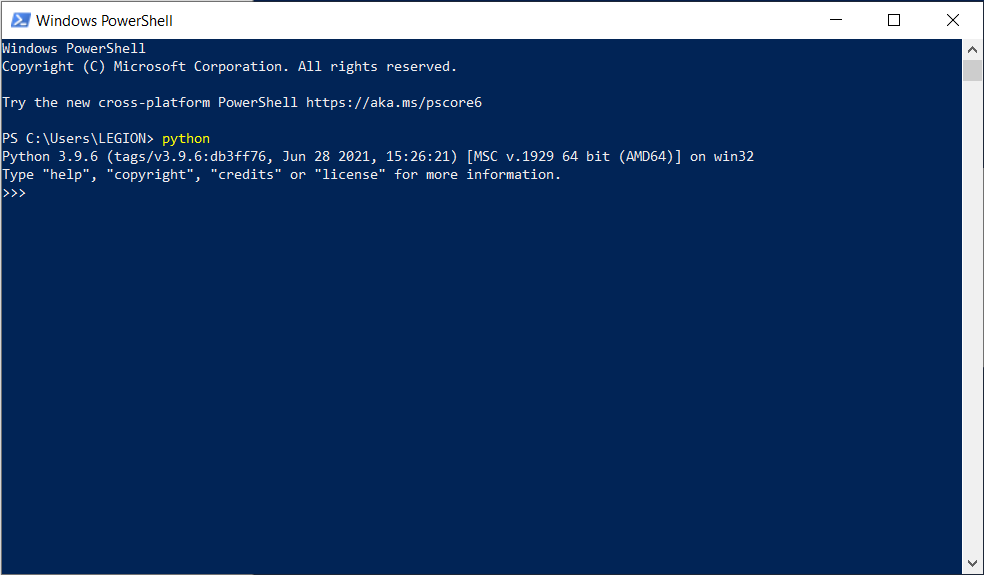 Windows PowerShell
Windows PowerShell
Copyright (C) Microsoft Corporation. All rights reserved.
Try the new cross-platform PowerShell https://aka.ms/pscore6
PS C:\Users\LEGION> python
Python 3.9.6 (tags/v3.9.6:db3ff76, Jun 28 2021, 15:26:21) [MSC v.1929 64 bit (AMD64)] on win32
Type "help", "copyright", "credits" or "license" for more information.
>>>